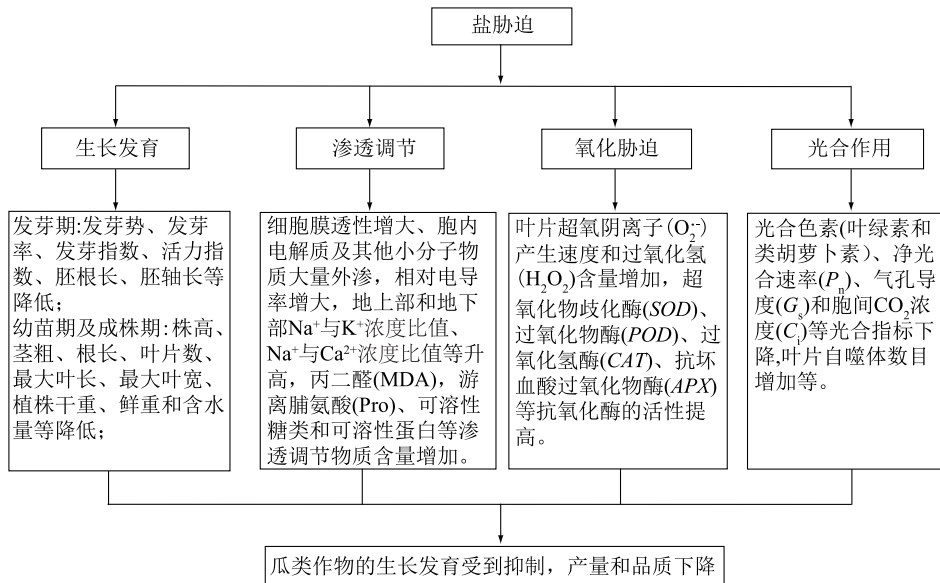 盐胁迫
生长发育
渗透调节
氧化胁迫
光合作用
发芽期:发芽势、发芽
率、发芽指数、活力指
数、胚根长、胚轴长等
降低；
幼苗期及成株期：株高、
茎粗、根长、叶片数、
最大叶长、最大叶宽、
植株干重、鲜重和含水
量等降低；
细胞膜透性增大、胞内
电解质及其他小分子物
质大量外渗，相对电导
率增大，地上部和地下
部Na⁺与K⁺浓度比值、
Na⁺与Ca²⁺浓度比值等升
高，丙二醛(MDA)，游
离脯氨酸(Pro)、可溶性
糖类和可溶性蛋白等渗
透调节物质含量增加。
叶片超氧阴离子(O₂·⁻)
产生速度和过氧化氢
(H₂O₂)含量增加，超
氧化物歧化酶(SOD)、
过氧化物酶(POD)、过
氧化氢酶(CAT)、抗坏
血酸过氧化物酶(APX)
等抗氧化酶的活性提
高。
光合色素(叶绿素和
类胡萝卜素)、净光
合速率(Pn)、气孔导
度(Gs)和胞间CO₂浓
度(Ci)等光合指标下
降,叶片自噬体数目
增加等。
瓜类作物的生长发育受到抑制，产量和品质下降